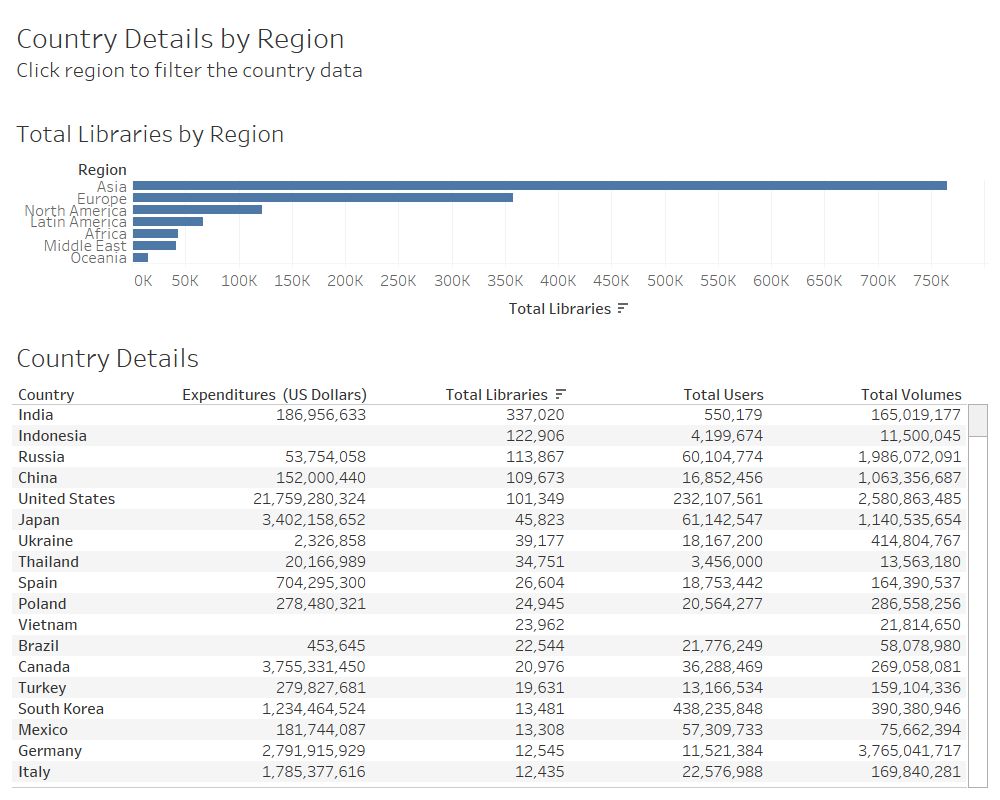 Country Details by Region
Click region to filter the country data
Total Libraries by Region
Region
Asia
Europe
North America
Latin America
Africa
Middle East
Oceania
0K 50K 100K 150K 200K 250K 300K 350K 400K 450K 500K 550K 600K 650K 700K 750K
Total Libraries
Country Details
Country Expenditures (US Dollars) Total Libraries Total Users Total Volumes
India 186,956,633 337,020 550,179 165,019,177
Indonesia 122,906 4,199,674 11,500,045
Russia 53,754,058 113,867 60,104,774 1,986,072,091
China 152,000,440 109,673 16,852,456 1,063,356,687
United States 21,759,280,324 101,349 232,107,561 2,580,863,485
Japan 3,402,158,652 45,823 61,142,547 1,140,535,654
Ukraine 2,326,858 39,177 18,167,200 414,804,767
Thailand 20,166,989 34,751 3,456,000 13,563,180
Spain 704,295,300 26,604 18,753,442 164,390,537
Poland 278,480,321 24,945 20,564,277 286,558,256
Vietnam 23,962 21,814,650
Brazil 453,645 22,544 21,776,249 58,078,980
Canada 3,755,331,450 20,976 36,288,469 269,058,081
Turkey 279,827,681 19,631 13,166,534 159,104,336
South Korea 1,234,464,524 13,481 438,235,848 390,380,946
Mexico 181,744,087 13,308 57,309,733 75,662,394
Germany 2,791,915,929 12,545 11,521,384 3,765,041,717
Italy 1,785,377,616 12,435 22,576,988 169,840,281